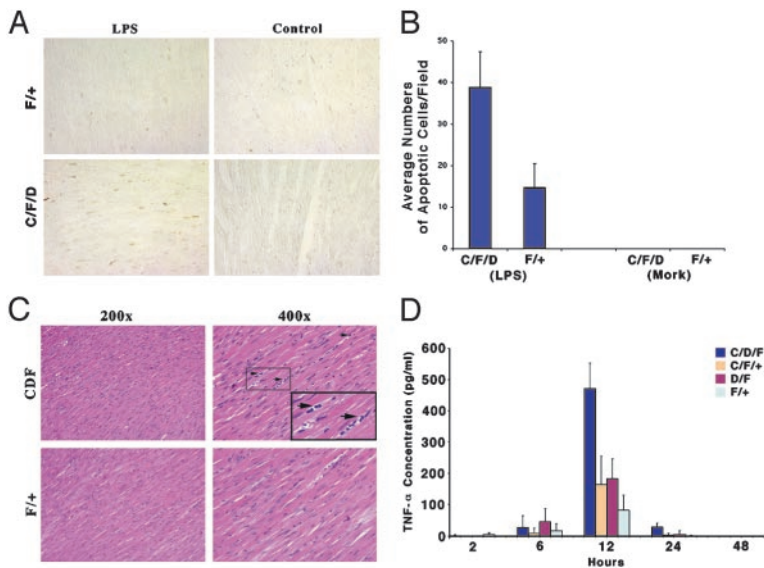 A
LPS
Control
F/+
C/F/D
B
Average Numbers
of Apoptotic Cells/Field
50
40
30
20
10
0
C/F/D
F/+
C/F/D
F/+
(LPS)
(Mork)
C
200x
400x
CDF
F/+
D
TNF-α Concentration (pg/ml)
600
500
400
300
200
100
0
C/D/F
C/F/+
D/F
F/+
2
6
12
24
48
Hours